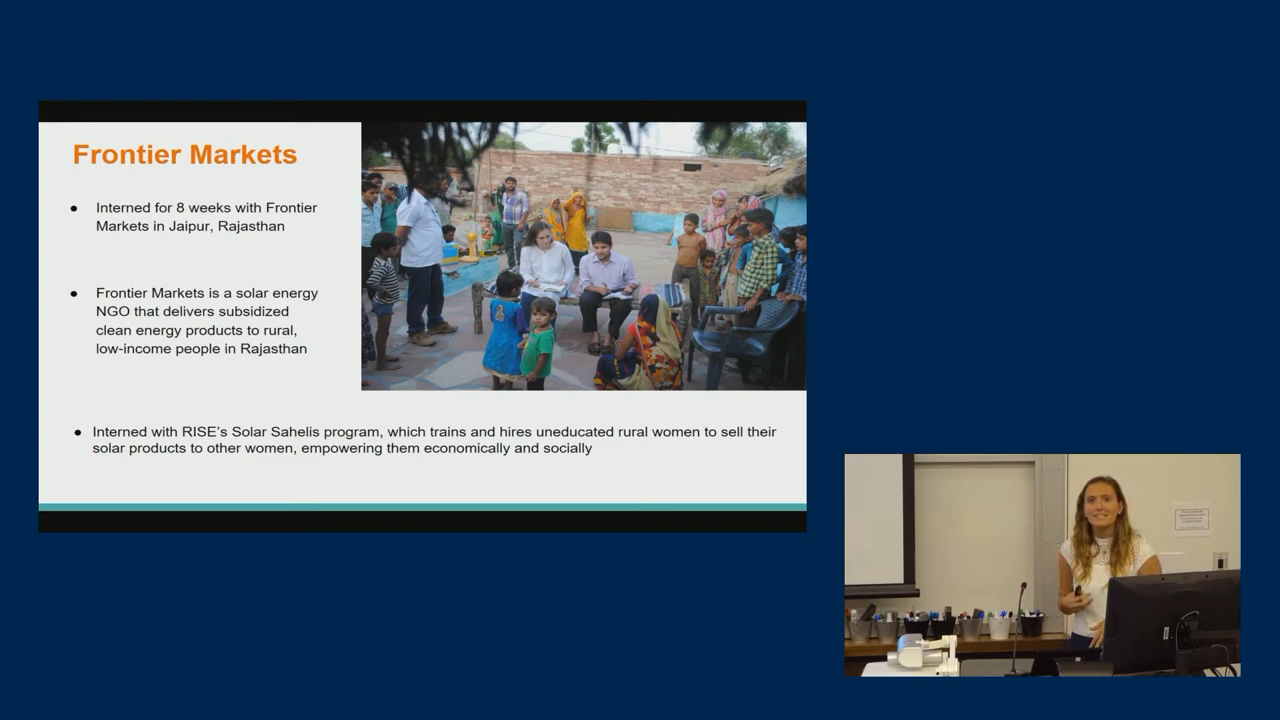 Frontier Markets
● Interned for 8 weeks with Frontier
Markets in Jaipur, Rajasthan
● Frontier Markets is a solar energy
NGO that delivers subsidized
clean energy products to rural,
low-income people in Rajasthan
● Interned with RISE's Solar Sahelis program, which trains and hires uneducated rural women to sell their
solar products to other women, empowering them economically and socially